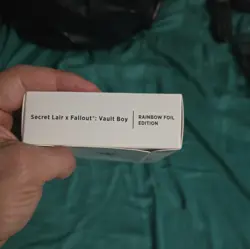 Secret Lair x Fallout®: Vault Boy
RAINBOW FOIL
EDITION